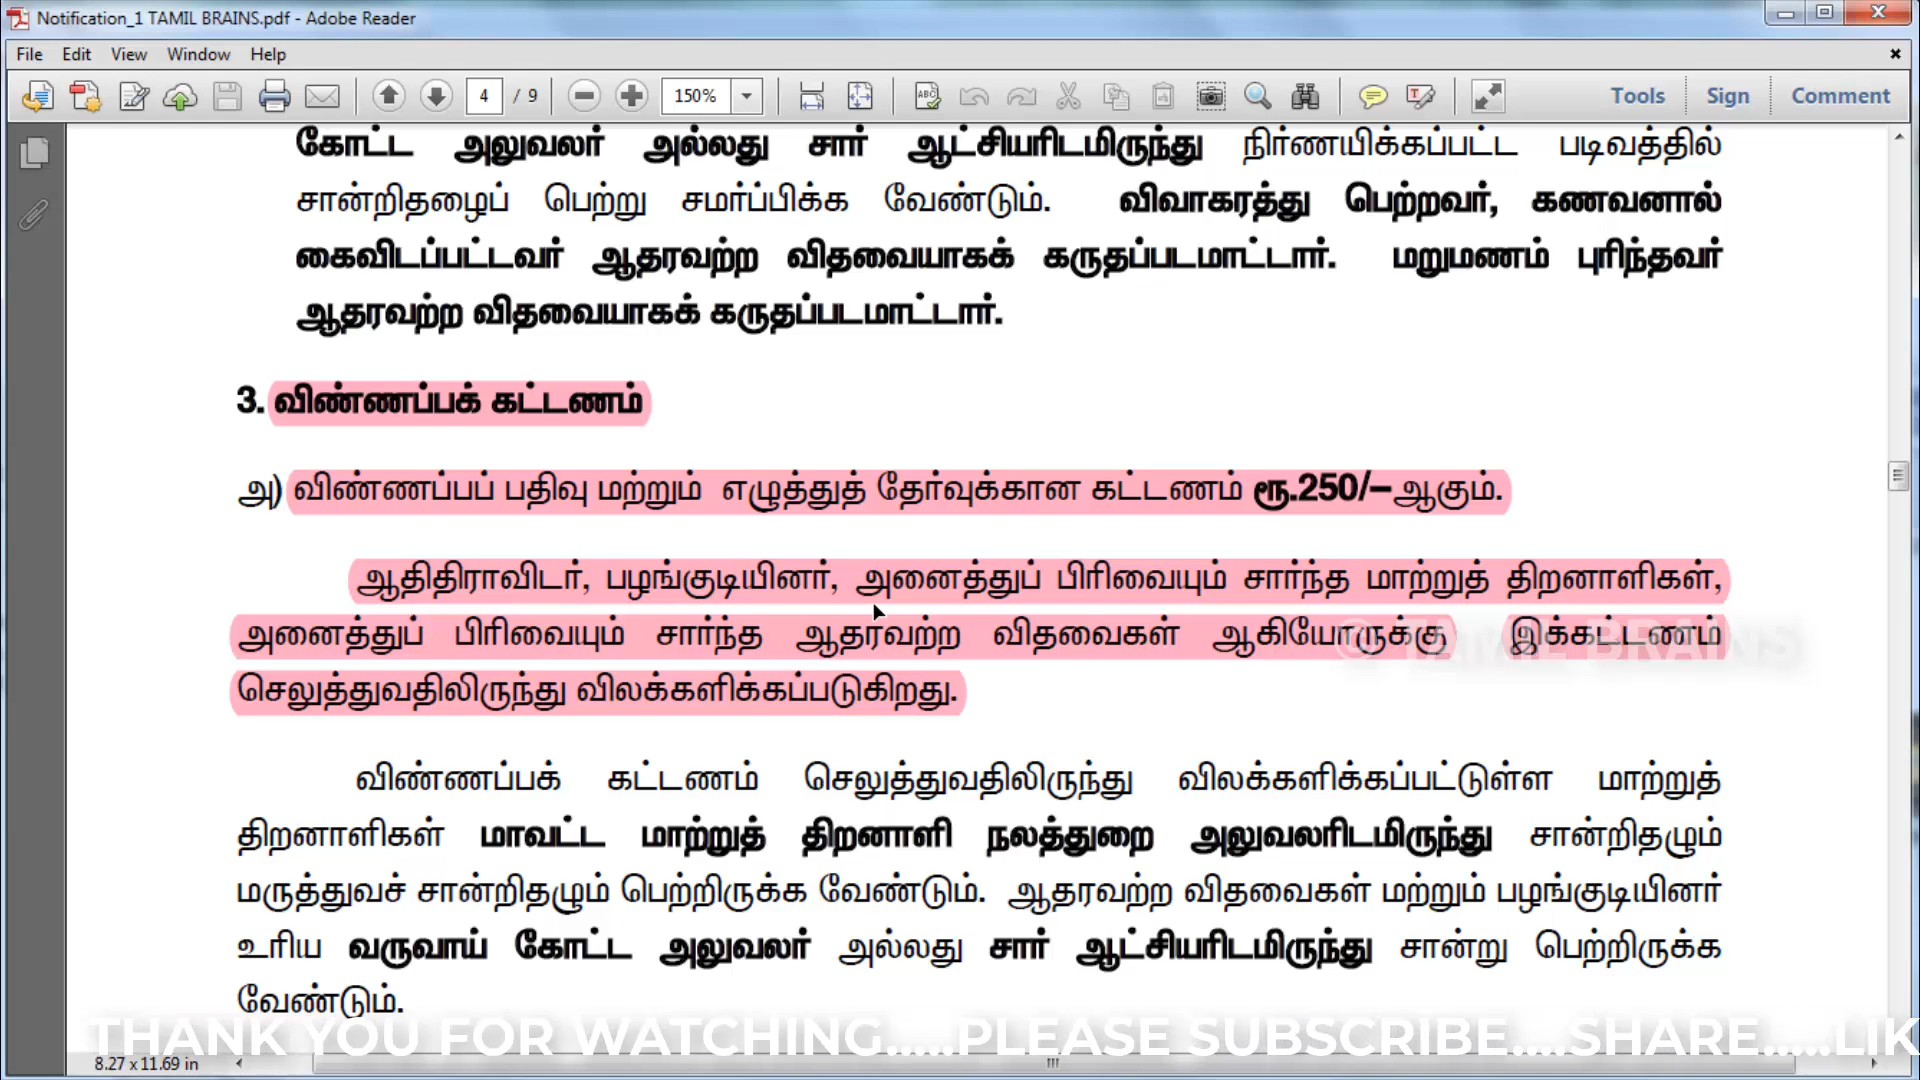 Notification_1 TAMIL BRAINS.pdf - Adobe Reader
File Edit View Window Help
4 / 9 150% Tools Sign Comment
கோட்ட அலுவலர் அல்லது சார் ஆட்சியரிடமிருந்து நிர்ணயிக்கப்பட்ட படிவத்தில்
சான்றிதழைப் பெற்று சமர்ப்பிக்க வேண்டும். விவாகரத்து பெற்றவர், கணவனால்
கைவிடப்பட்டவர் ஆதரவற்ற விதவையாகக் கருதப்படமாட்டார். மறுமணம் புரிந்தவர்
ஆதரவற்ற விதவையாகக் கருதப்படமாட்டார்.
3. விண்ணப்பக் கட்டணம்
அ) விண்ணப்பப் பதிவு மற்றும் எழுத்துத் தேர்வுக்கான கட்டணம் ரூ.250/–ஆகும்.
ஆதிதிராவிடர், பழங்குடியினர், அனைத்துப் பிரிவையும் சார்ந்த மாற்றுத் திறனாளிகள்,
அனைத்துப் பிரிவையும் சார்ந்த ஆதரவற்ற விதவைகள் ஆகியோருக்கு இக்கட்டணம்
© TAMIL BRAINS
செலுத்துவதிலிருந்து விலக்களிக்கப்படுகிறது.
விண்ணப்பக் கட்டணம் செலுத்துவதிலிருந்து விலக்களிக்கப்பட்டுள்ள மாற்றுத்
திறனாளிகள் மாவட்ட மாற்றுத் திறனாளி நலத்துறை அலுவலரிடமிருந்து சான்றிதழும்
மருத்துவச் சான்றிதழும் பெற்றிருக்க வேண்டும். ஆதரவற்ற விதவைகள் மற்றும் பழங்குடியினர்
உரிய வருவாய் கோட்ட அலுவலர் அல்லது சார் ஆட்சியரிடமிருந்து சான்று பெற்றிருக்க
வேண்டும்.
THANK YOU FOR WATCHING.....PLEASE SUBSCRIBE....SHARE.....LIK
8.27 x 11.69 in